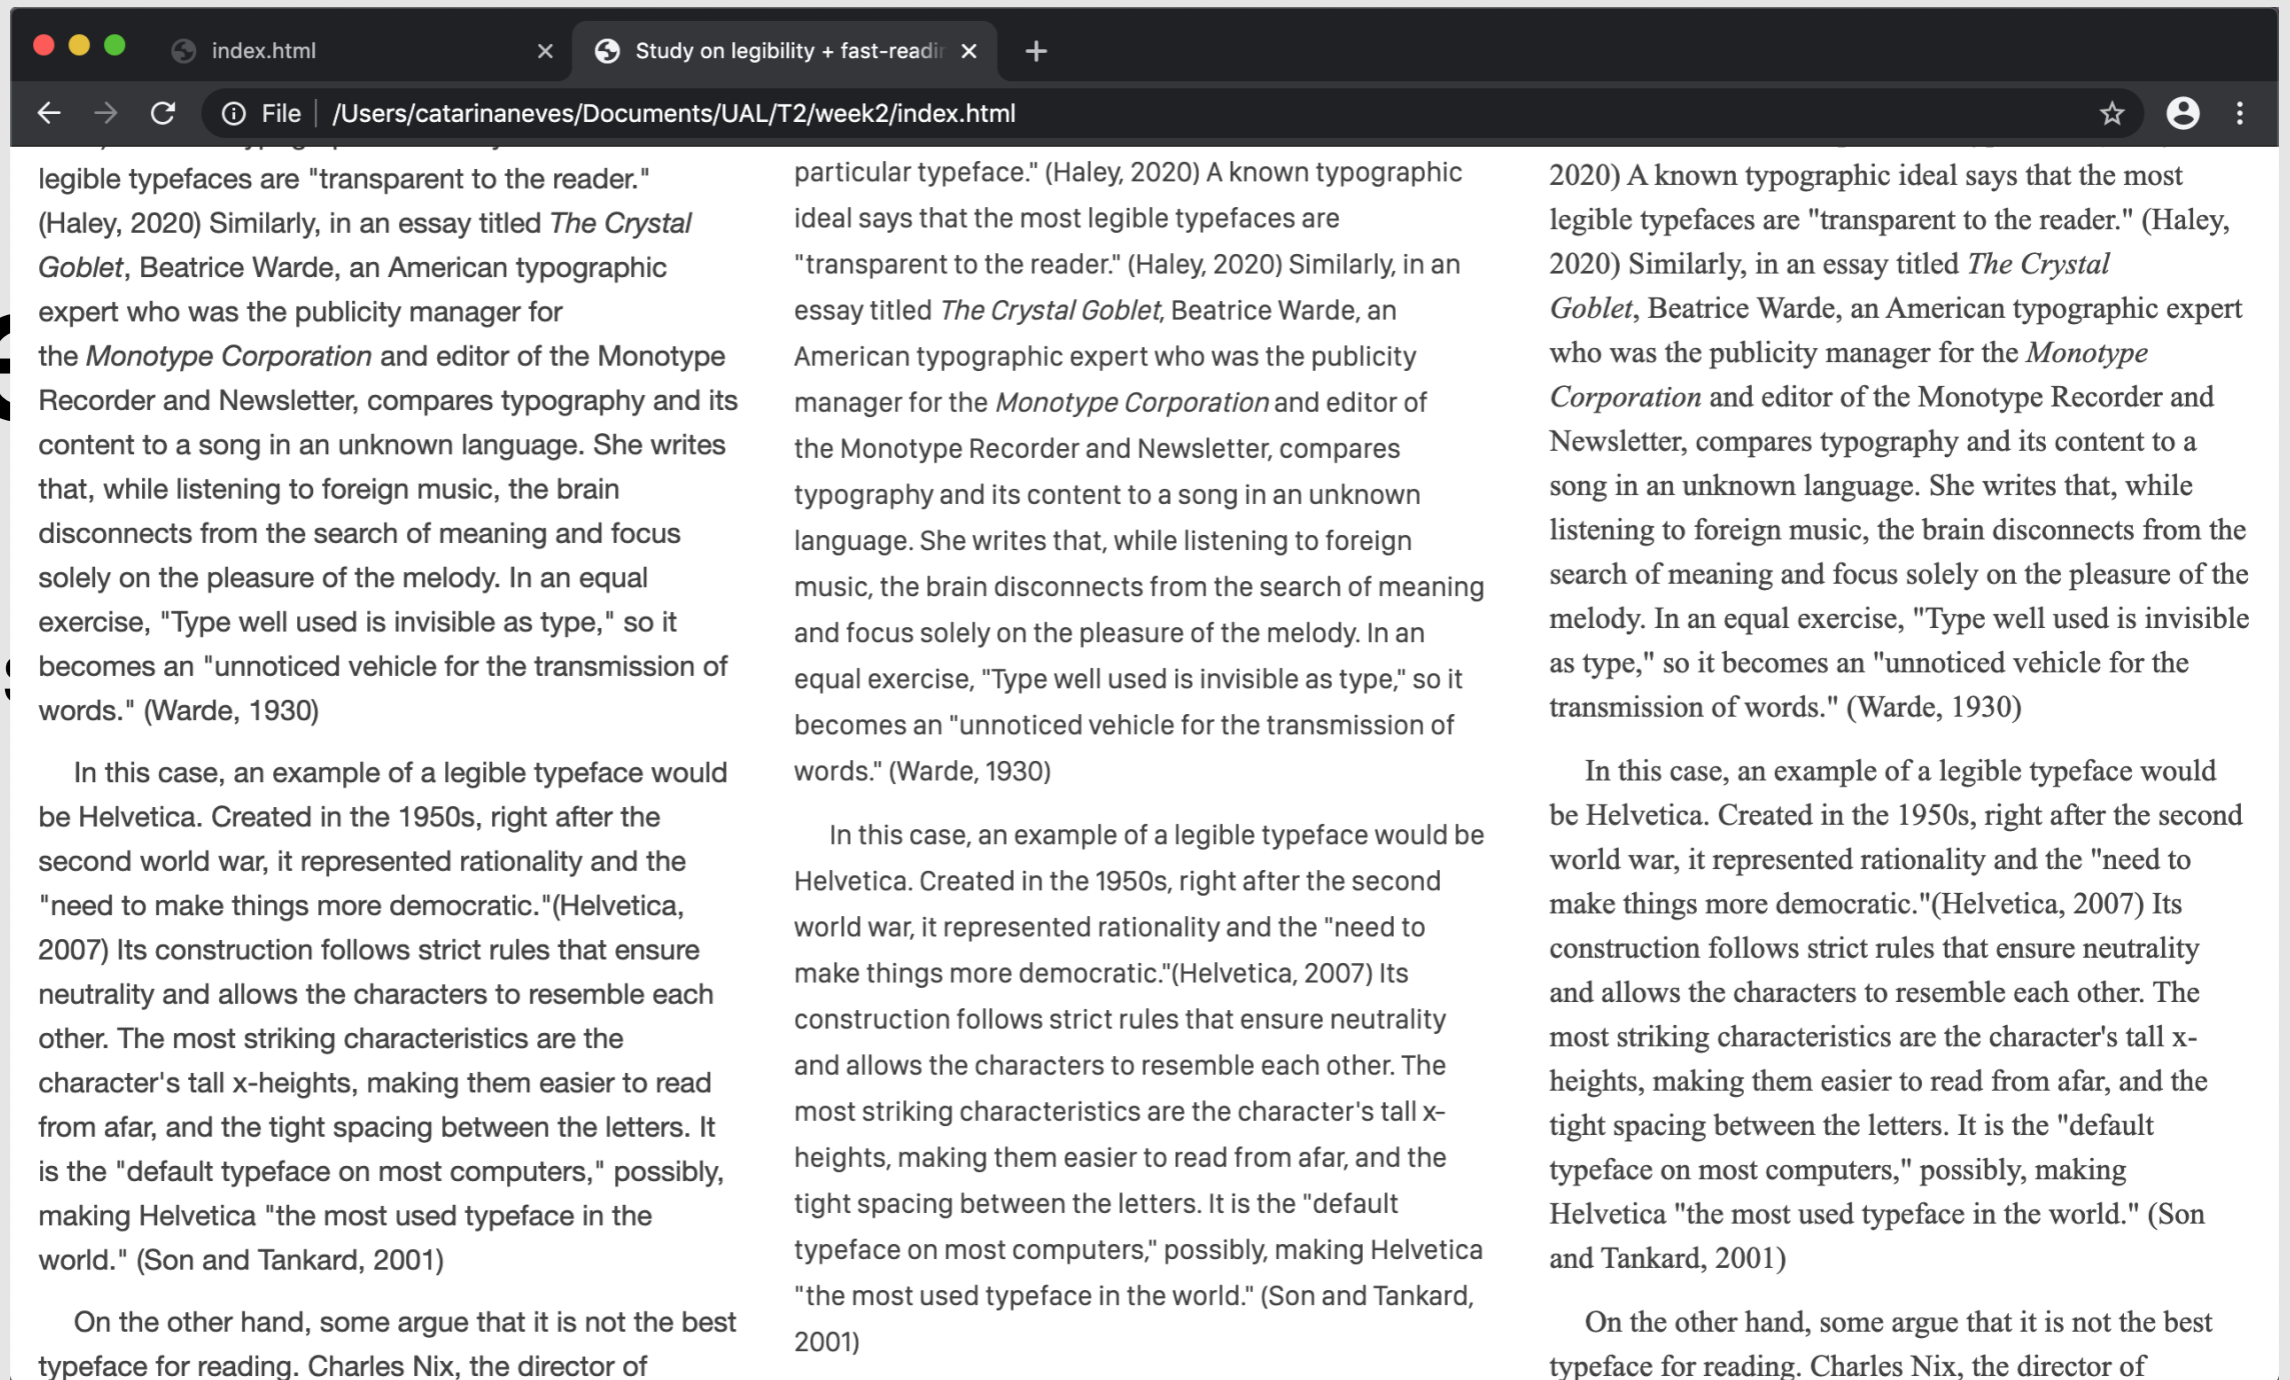 index.html
Study on legibility + fast-readin
File
/Users/catarinaneves/Documents/UAL/T2/week2/index.html
legible typefaces are "transparent to the reader."
(Haley, 2020) Similarly, in an essay titled The Crystal
Goblet, Beatrice Warde, an American typographic
expert who was the publicity manager for
the Monotype Corporation and editor of the Monotype
Recorder and Newsletter, compares typography and its
content to a song in an unknown language. She writes
that, while listening to foreign music, the brain
disconnects from the search of meaning and focus
solely on the pleasure of the melody. In an equal
exercise, "Type well used is invisible as type," so it
becomes an "unnoticed vehicle for the transmission of
words." (Warde, 1930)
In this case, an example of a legible typeface would
be Helvetica. Created in the 1950s, right after the
second world war, it represented rationality and the
"need to make things more democratic."(Helvetica,
2007) Its construction follows strict rules that ensure
neutrality and allows the characters to resemble each
other. The most striking characteristics are the
character's tall x-heights, making them easier to read
from afar, and the tight spacing between the letters. It
is the "default typeface on most computers," possibly,
making Helvetica "the most used typeface in the
world." (Son and Tankard, 2001)
On the other hand, some argue that it is not the best
typeface for reading. Charles Nix, the director of
particular typeface." (Haley, 2020) A known typographic
ideal says that the most legible typefaces are
"transparent to the reader." (Haley, 2020) Similarly, in an
essay titled The Crystal Goblet, Beatrice Warde, an
American typographic expert who was the publicity
manager for the Monotype Corporation and editor of
the Monotype Recorder and Newsletter, compares
typography and its content to a song in an unknown
language. She writes that, while listening to foreign
music, the brain disconnects from the search of meaning
and focus solely on the pleasure of the melody. In an
equal exercise, "Type well used is invisible as type," so it
becomes an "unnoticed vehicle for the transmission of
words." (Warde, 1930)
In this case, an example of a legible typeface would be
Helvetica. Created in the 1950s, right after the second
world war, it represented rationality and the "need to
make things more democratic."(Helvetica, 2007) Its
construction follows strict rules that ensure neutrality
and allows the characters to resemble each other. The
most striking characteristics are the character's tall x-
heights, making them easier to read from afar, and the
tight spacing between the letters. It is the "default
typeface on most computers," possibly, making Helvetica
"the most used typeface in the world." (Son and Tankard,
2001)
2020) A known typographic ideal says that the most
legible typefaces are "transparent to the reader." (Haley,
2020) Similarly, in an essay titled The Crystal
Goblet, Beatrice Warde, an American typographic expert
who was the publicity manager for the Monotype
Corporation and editor of the Monotype Recorder and
Newsletter, compares typography and its content to a
song in an unknown language. She writes that, while
listening to foreign music, the brain disconnects from the
search of meaning and focus solely on the pleasure of the
melody. In an equal exercise, "Type well used is invisible
as type," so it becomes an "unnoticed vehicle for the
transmission of words." (Warde, 1930)
In this case, an example of a legible typeface would
be Helvetica. Created in the 1950s, right after the second
world war, it represented rationality and the "need to
make things more democratic."(Helvetica, 2007) Its
construction follows strict rules that ensure neutrality
and allows the characters to resemble each other. The
most striking characteristics are the character's tall x-
heights, making them easier to read from afar, and the
tight spacing between the letters. It is the "default
typeface on most computers," possibly, making
Helvetica "the most used typeface in the world." (Son
and Tankard, 2001)
On the other hand, some argue that it is not the best
typeface for reading. Charles Nix, the director of